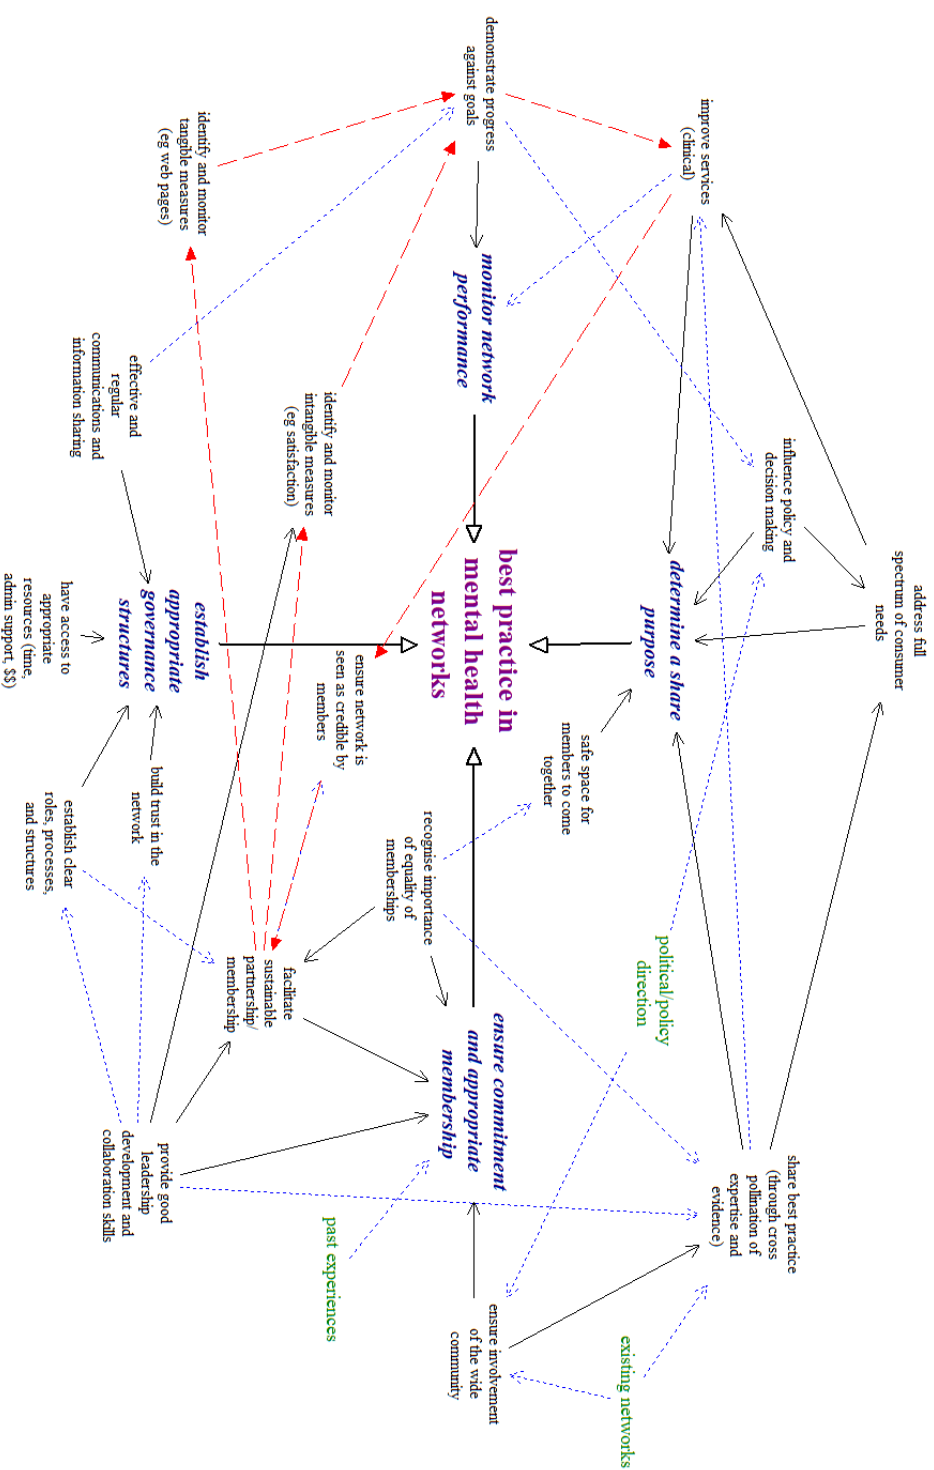 address full
spectrum of consumer
needs
share best practice
(through cross
pollination of
expertise and
evidence)
influence policy and
decision making
improve services
(clinical)
determine a share
purpose
political/policy
direction
existing networks
safe space for
members to come
together
demonstrate progress
against goals
monitor network
performance
best practice in
mental health
networks
ensure commitment
and appropriate
membership
ensure involvement
of the wide
community
recognise importance
of equality of
memberships
past experiences
ensure network is
seen as credible by
members
identify and monitor
intangible measures
(eg satisfaction)
facilitate
sustainable
partnership/
membership
identify and monitor
tangible measures
(eg web pages)
establish
appropriate
governance
structures
build trust in the
network
provide good
leadership
development and
collaboration skills
effective and
regular
communications and
information sharing
have access to
appropriate
resources (time,
admin support, $$)
establish clear
roles, processes,
and structures